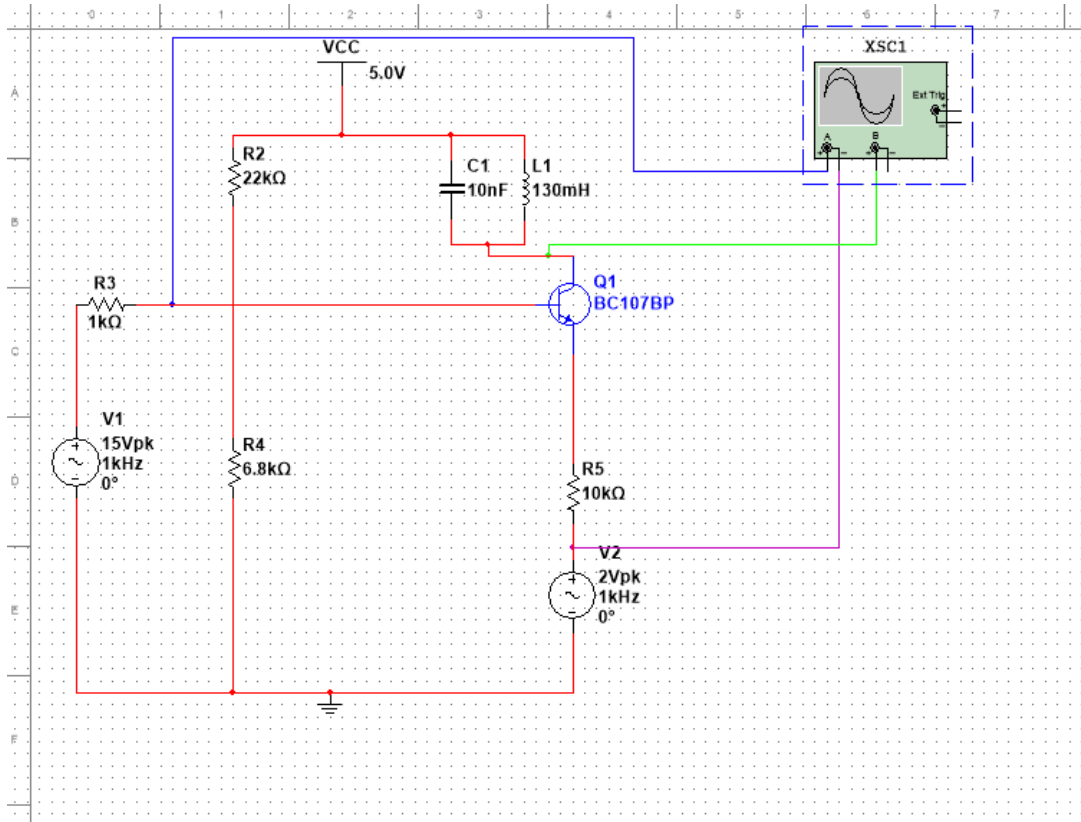 0 1 2 3 4 5 6 7
A
B
C
D
E
F
VCC
5.0V
XSC1
Ext Trig
+
−
A
B
+ −
+ −
R2
22kΩ
C1
10nF
L1
130mH
R3
1kΩ
Q1
BC107BP
V1
15Vpk
1kHz
0°
R4
6.8kΩ
R5
10kΩ
V2
2Vpk
1kHz
0°